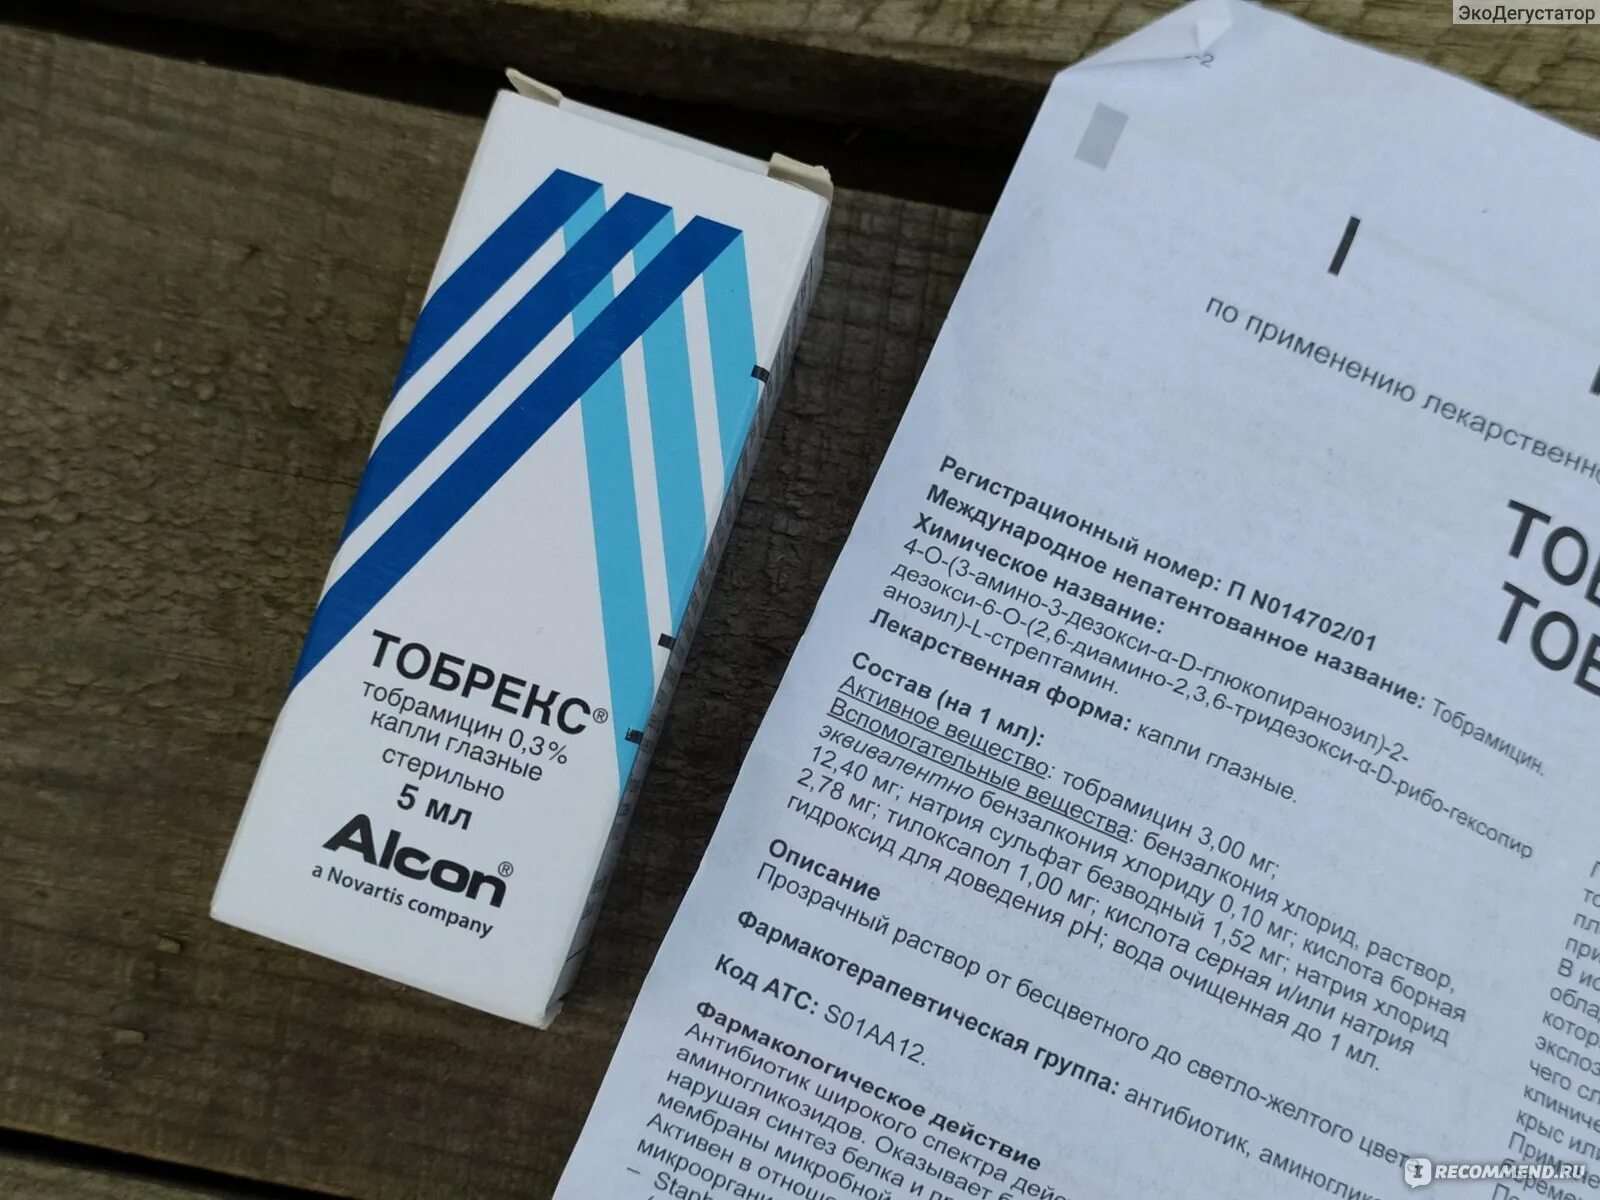 ЭкоДегустатор
ТОБРЕКС®
тобрамицин 0,3%
капли глазные
стерильно
5 мл
Alcon®
a Novartis company
по применению лекарственно
Регистрационный номер: П N014702/01
Международное непатентованное название: Тобрамицин.
Химическое название:
4-О-(3-амино-3-дезокси-α-D-глюкопиранозил)-2-
дезокси-6-О-(2,6-диамино-2,3,6-тридезокси-α-D-рибо-гексопир
анозил)-L-стрептамин.
Лекарственная форма: капли глазные.
Состав (на 1 мл):
Активное вещество: тобрамицин 3,00 мг;
Вспомогательные вещества: бензалкония хлорид, раствор,
эквивалентно бензалкония хлориду 0,10 мг; кислота борная
12,40 мг; натрия сульфат безводный 1,52 мг; натрия хлорид
2,78 мг; тилоксапол 1,00 мг; кислота серная и/или натрия
гидроксид для доведения pH; вода очищенная до 1 мл.
Описание
Прозрачный раствор от бесцветного до светло-желтого цвет
Фармакотерапевтическая группа: антибиотик, аминогликоз
Код АТС: S01AA12.
Фармакологическое действие
Антибиотик широкого спектра дейс
аминогликозидов. Оказывает б
нарушая синтез белка и
мембраны микробной
Активен в отнош
микрооргани
– Staph
RECOMMEND.RU